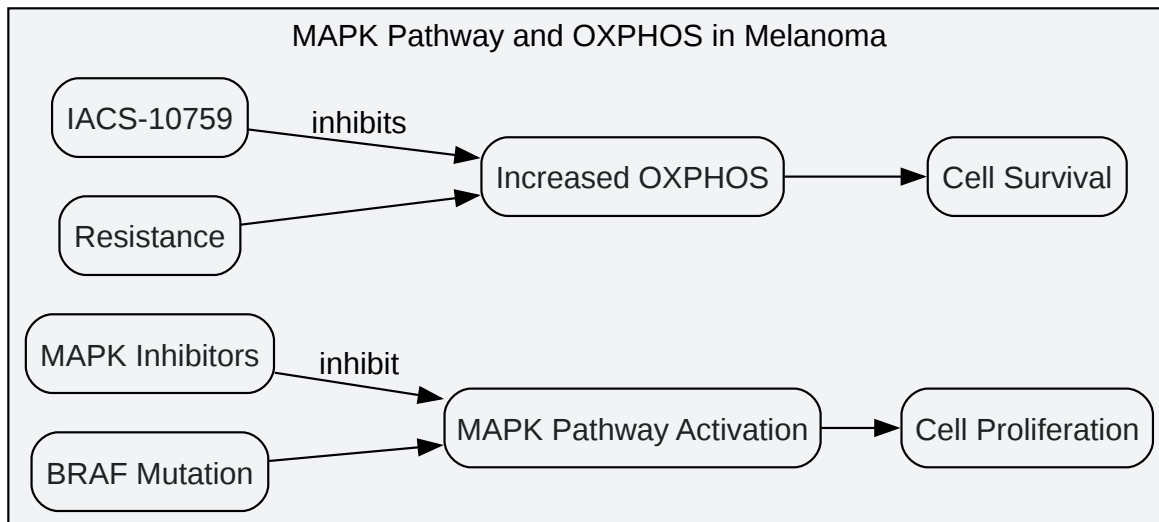 MAPK Pathway and OXPHOS in Melanoma
IACS-10759
inhibits
Increased OXPHOS
Cell Survival
Resistance
MAPK Inhibitors
inhibit
MAPK Pathway Activation
Cell Proliferation
BRAF Mutation